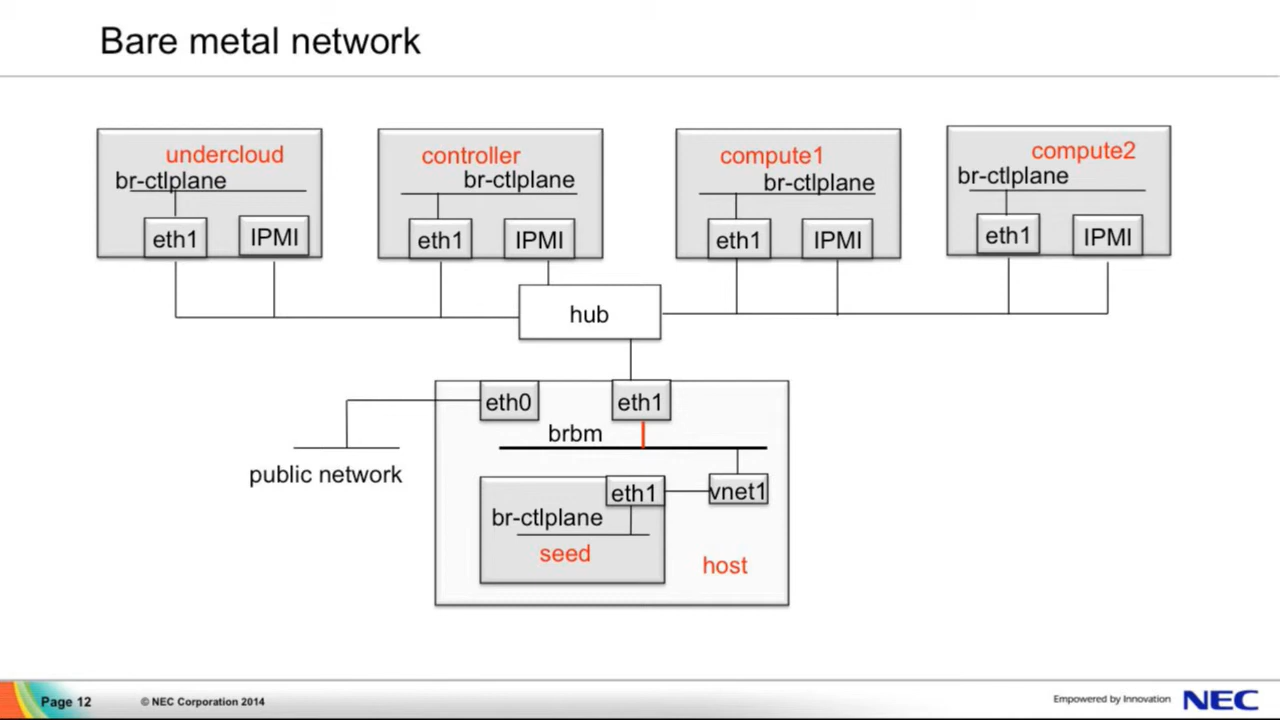 Bare metal network
undercloud
br-ctlplane
eth1
IPMI
controller
br-ctlplane
eth1
IPMI
compute1
br-ctlplane
eth1
IPMI
compute2
br-ctlplane
eth1
IPMI
hub
eth0
eth1
brbm
public network
eth1
vnet1
br-ctlplane
seed
host
Page 12
© NEC Corporation 2014
Empowered by Innovation
NEC